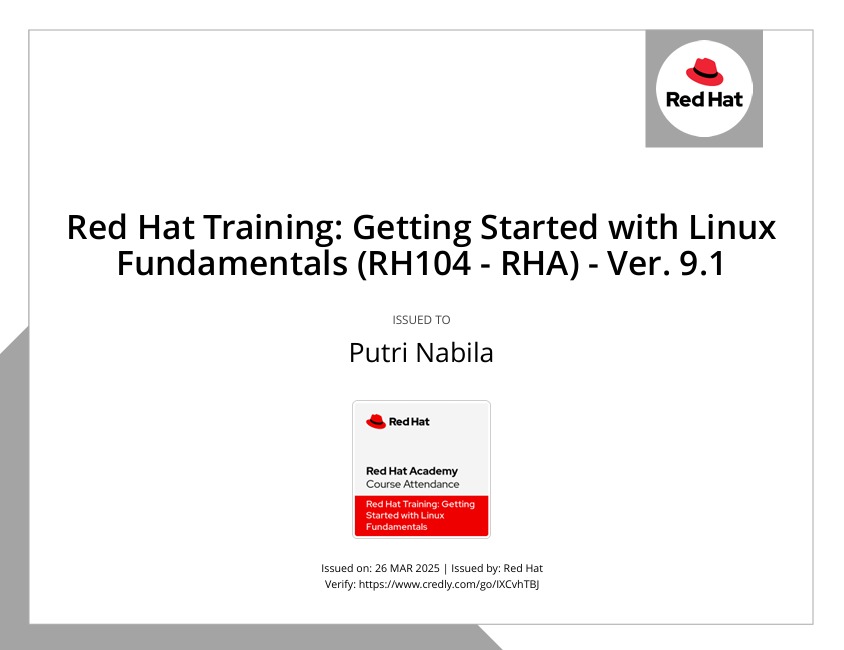 Red Hat
Red Hat Training: Getting Started with Linux
Fundamentals (RH104 - RHA) - Ver. 9.1
ISSUED TO
Putri Nabila
Red Hat
Red Hat Academy
Course Attendance
Red Hat Training: Getting
Started with Linux
Fundamentals
Issued on: 26 MAR 2025 | Issued by: Red Hat
Verify: https://www.credly.com/go/IXCvhTBJ